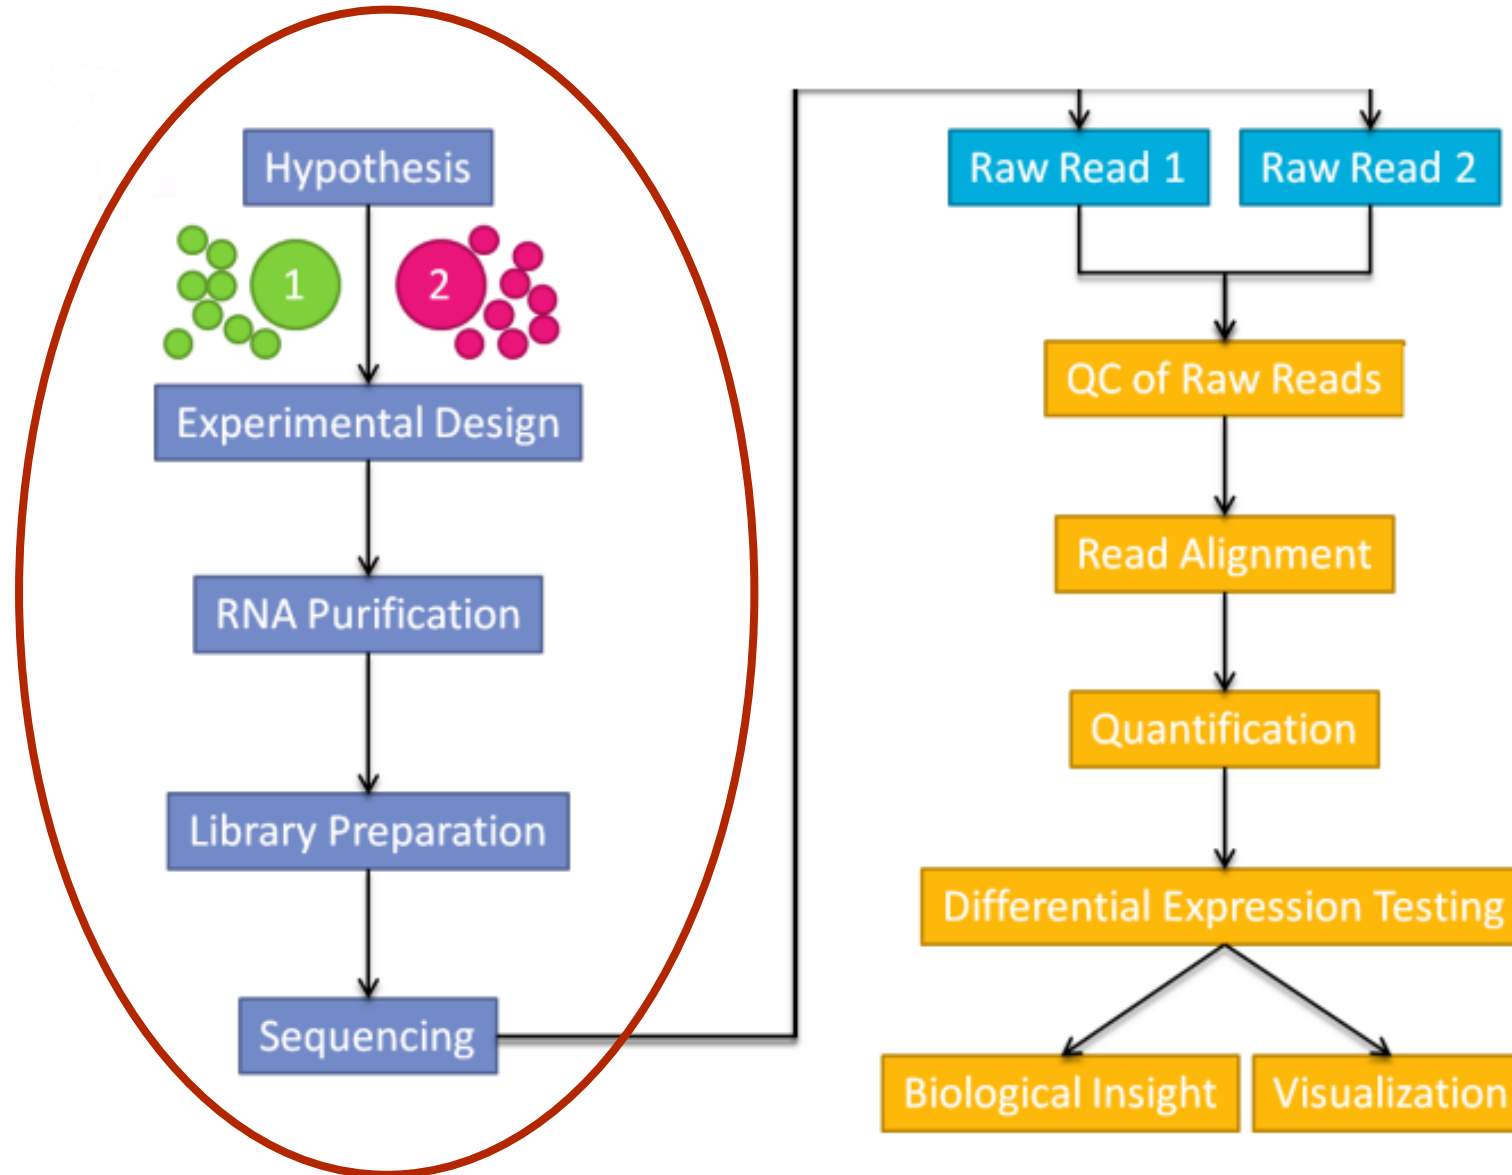 Hypothesis
1
2
Experimental Design
RNA Purification
Library Preparation
Sequencing
Raw Read 1
Raw Read 2
QC of Raw Reads
Read Alignment
Quantification
Differential Expression Testing
Biological Insight
Visualization